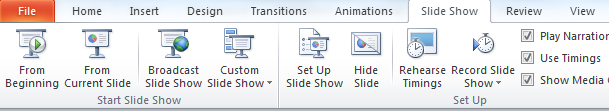 File Home Insert Design Transitions Animations Slide Show Review View
From Beginning
From Current Slide
Broadcast Slide Show
Custom Slide Show
Set Up Slide Show
Hide Slide
Rehearse Timings
Record Slide Show
Play Narration
Use Timings
Show Media
Start Slide Show
Set Up